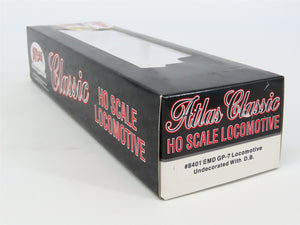 Classic
HO SCALE
LOCOMOTIVE
Atlas Classic
HO SCALE LOCOMOTIVE
#8401 EMD GP-7 Locomotive
Undecorated With D.B.